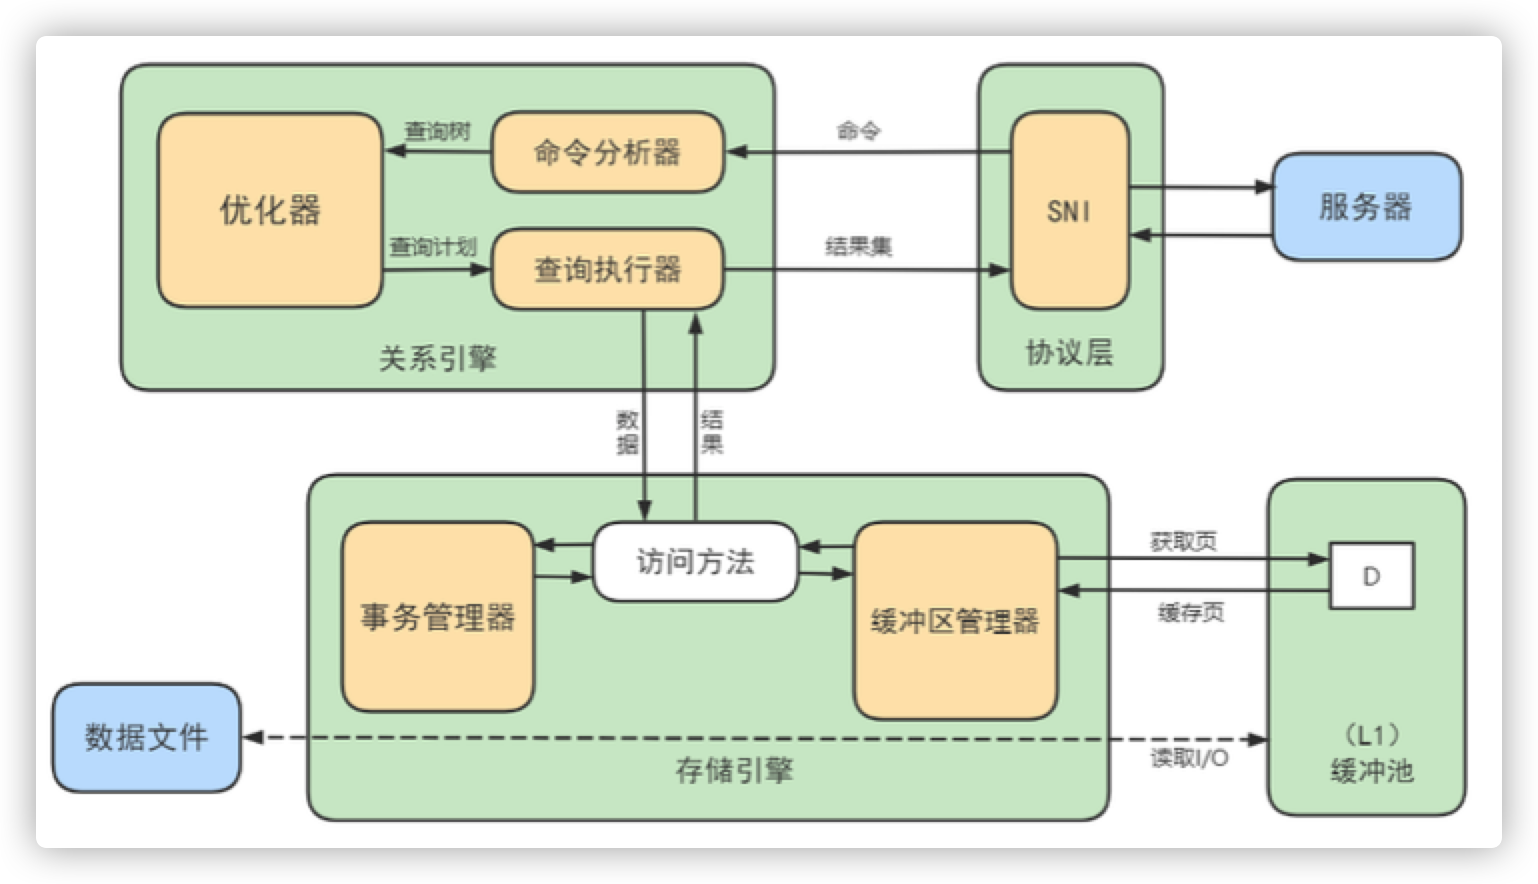 查询树
命令分析器
命令
优化器
SNI
服务器
查询计划
查询执行器
结果集
关系引擎
协议层
数据
结果
访问方法
获取页
D
事务管理器
缓冲区管理器
缓存页
数据文件
（L1）
缓冲池
读取I/O
存储引擎